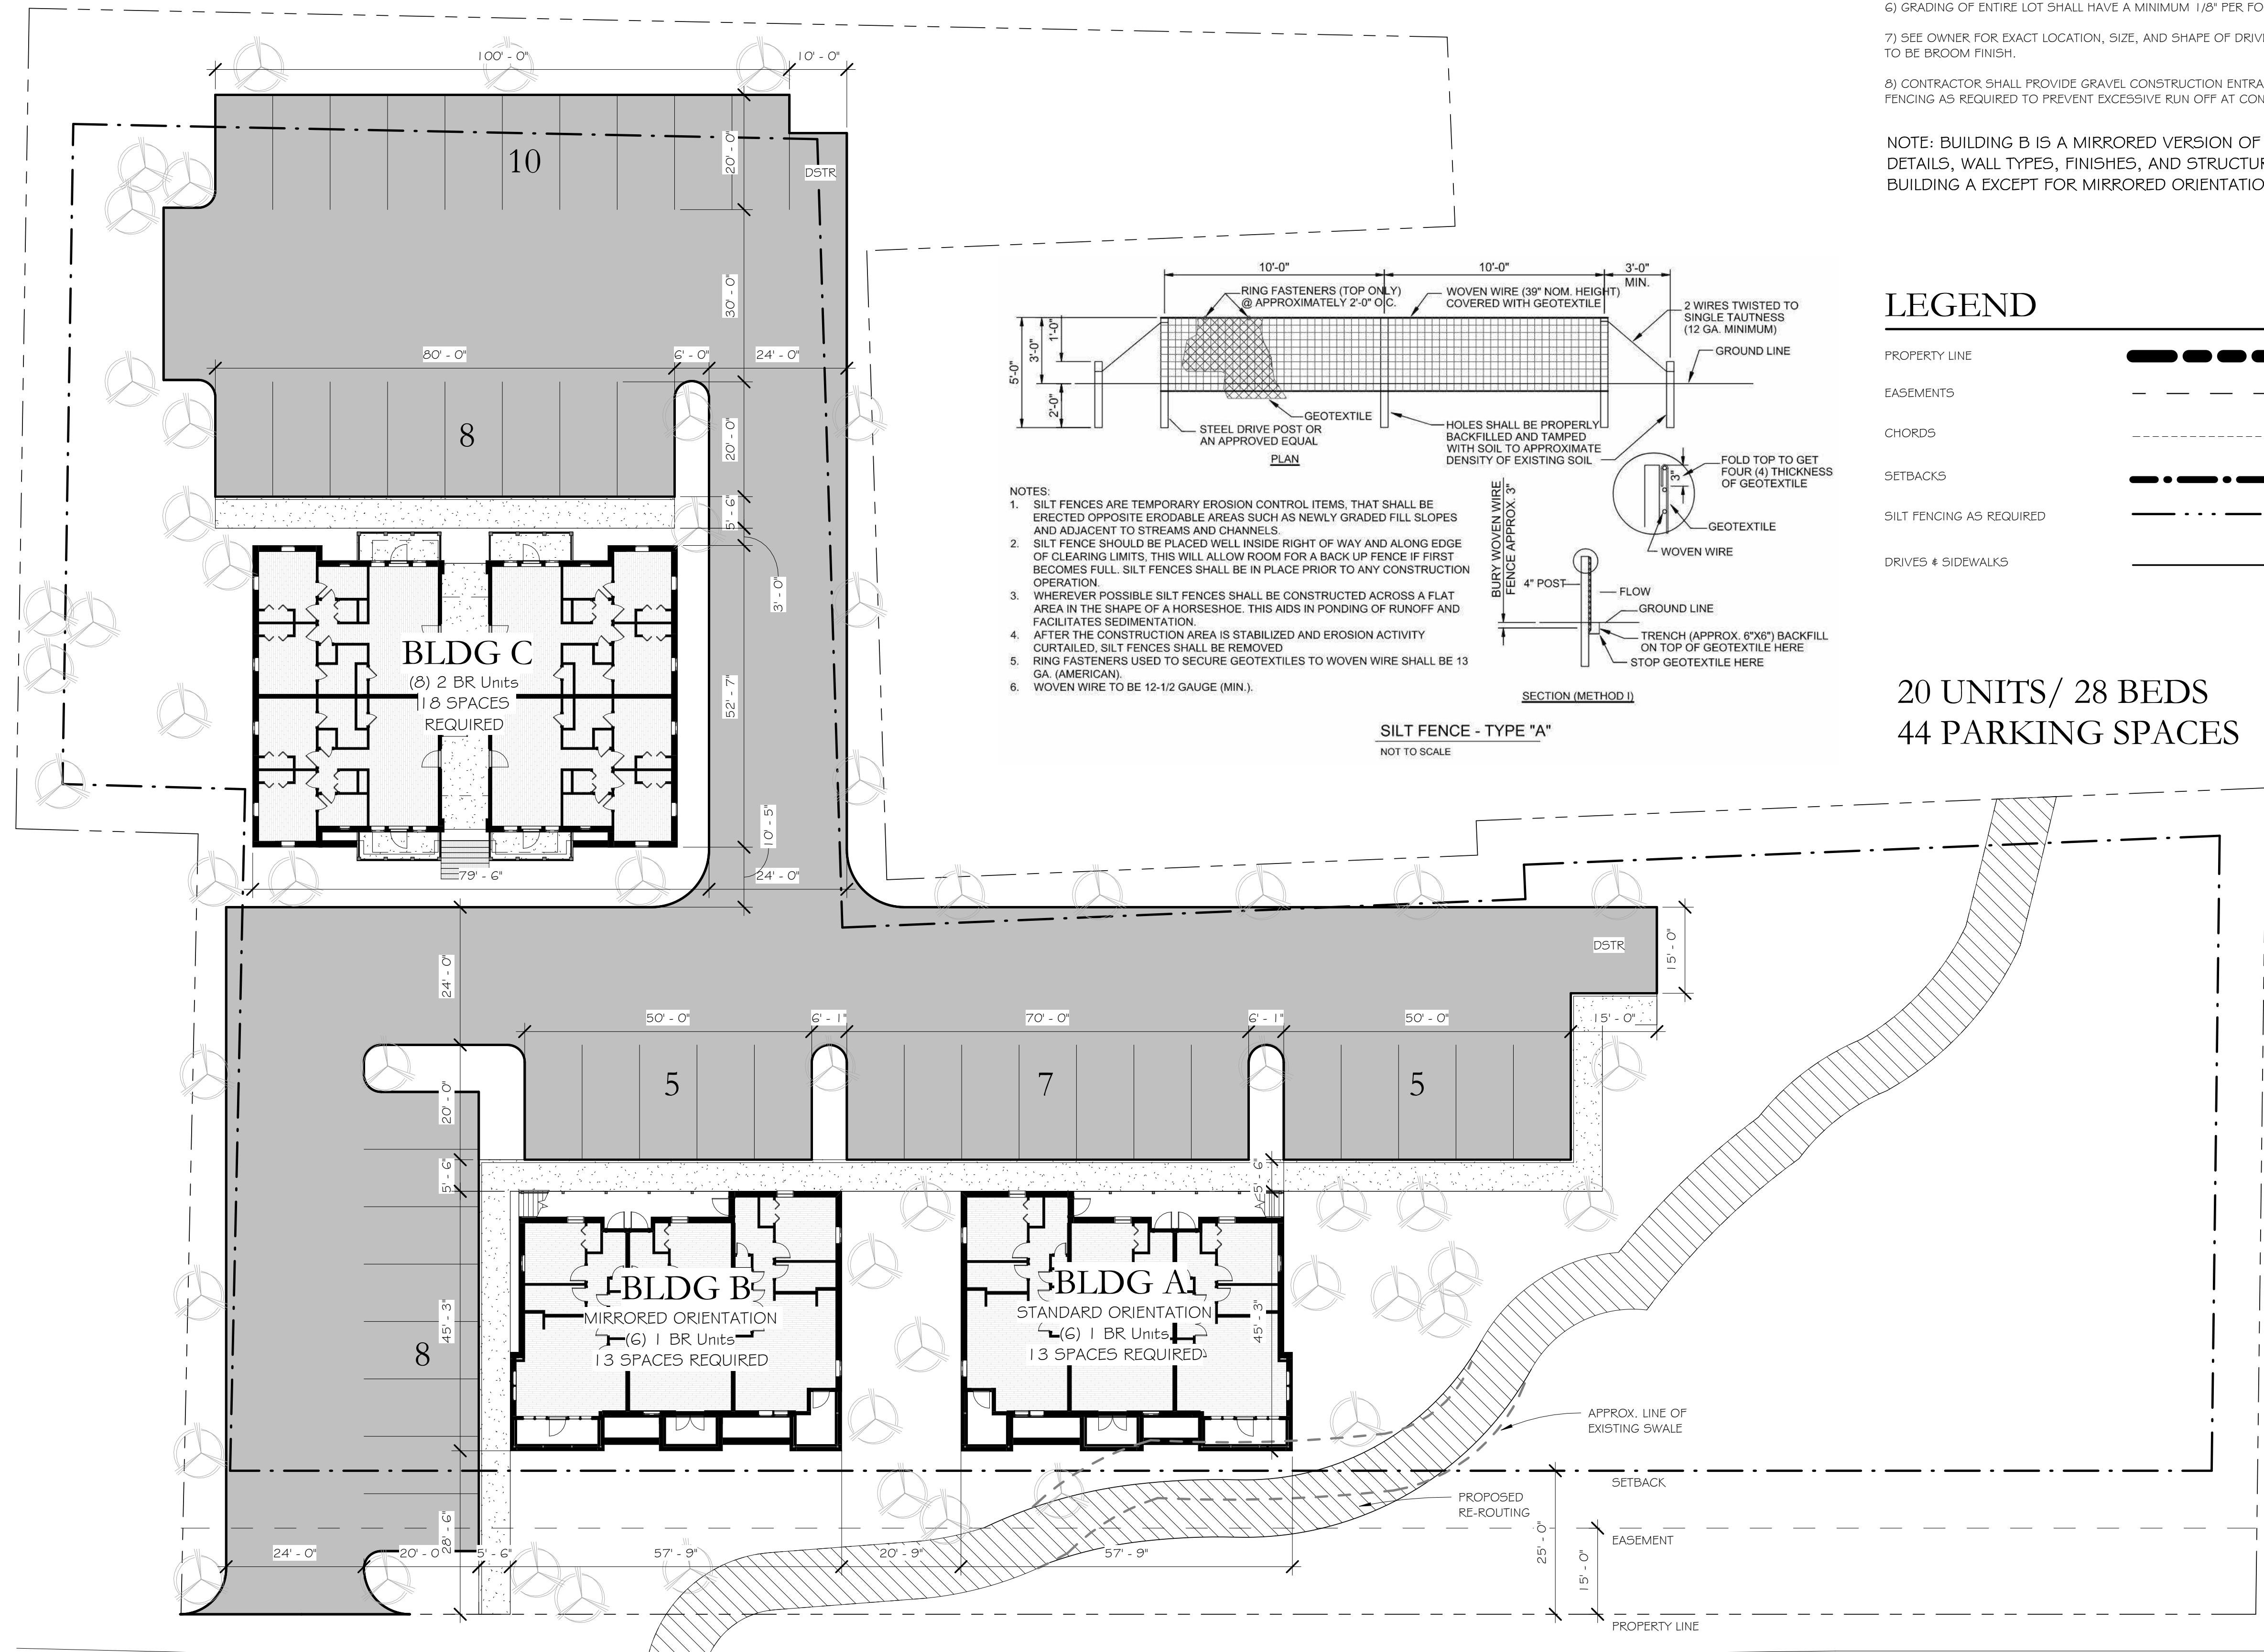 6) GRADING OF ENTIRE LOT SHALL HAVE A MINIMUM 1/8" PER FO
7) SEE OWNER FOR EXACT LOCATION, SIZE, AND SHAPE OF DRIV
TO BE BROOM FINISH.
8) CONTRACTOR SHALL PROVIDE GRAVEL CONSTRUCTION ENTRA
FENCING AS REQUIRED TO PREVENT EXCESSIVE RUN OFF AT CON
NOTE: BUILDING B IS A MIRRORED VERSION OF
DETAILS, WALL TYPES, FINISHES, AND STRUCTUR
BUILDING A EXCEPT FOR MIRRORED ORIENTATIO
LEGEND
PROPERTY LINE
EASEMENTS
CHORDS
SETBACKS
SILT FENCING AS REQUIRED
DRIVES & SIDEWALKS
20 UNITS/ 28 BEDS
44 PARKING SPACES
100' - 0"
10' - 0"
20' - 0"
10
DSTR
30' - 0"
80' - 0"
6' - 0"
24' - 0"
8
20' - 0"
5' - 6"
3' - 0"
BLDG C
(8) 2 BR Units
18 SPACES
REQUIRED
52' - 7"
10' - 5"
79' - 6"
24' - 0"
10'-0"
10'-0"
3'-0"
MIN.
RING FASTENERS (TOP ONLY)
@ APPROXIMATELY 2'-0" O.C.
WOVEN WIRE (39" NOM. HEIGHT)
COVERED WITH GEOTEXTILE
2 WIRES TWISTED TO
SINGLE TAUTNESS
(12 GA. MINIMUM)
GROUND LINE
5'-0"
3'-0"
1'-0"
2'-0"
GEOTEXTILE
STEEL DRIVE POST OR
AN APPROVED EQUAL
PLAN
HOLES SHALL BE PROPERLY
BACKFILLED AND TAMPED
WITH SOIL TO APPROXIMATE
DENSITY OF EXISTING SOIL
FOLD TOP TO GET
FOUR (4) THICKNESS
OF GEOTEXTILE
3"
GEOTEXTILE
WOVEN WIRE
BURY WOVEN WIRE
FENCE APPROX. 3"
4" POST
FLOW
GROUND LINE
TRENCH (APPROX. 6"X6") BACKFILL
ON TOP OF GEOTEXTILE HERE
STOP GEOTEXTILE HERE
SECTION (METHOD I)
NOTES:
1. SILT FENCES ARE TEMPORARY EROSION CONTROL ITEMS, THAT SHALL BE
ERECTED OPPOSITE ERODABLE AREAS SUCH AS NEWLY GRADED FILL SLOPES
AND ADJACENT TO STREAMS AND CHANNELS.
2. SILT FENCE SHOULD BE PLACED WELL INSIDE RIGHT OF WAY AND ALONG EDGE
OF CLEARING LIMITS, THIS WILL ALLOW ROOM FOR A BACK UP FENCE IF FIRST
BECOMES FULL. SILT FENCES SHALL BE IN PLACE PRIOR TO ANY CONSTRUCTION
OPERATION.
3. WHEREVER POSSIBLE SILT FENCES SHALL BE CONSTRUCTED ACROSS A FLAT
AREA IN THE SHAPE OF A HORSESHOE. THIS AIDS IN PONDING OF RUNOFF AND
FACILITATES SEDIMENTATION.
4. AFTER THE CONSTRUCTION AREA IS STABILIZED AND EROSION ACTIVITY
CURTAILED, SILT FENCES SHALL BE REMOVED
5. RING FASTENERS USED TO SECURE GEOTEXTILES TO WOVEN WIRE SHALL BE 13
GA. (AMERICAN).
6. WOVEN WIRE TO BE 12-1/2 GAUGE (MIN.).
SILT FENCE - TYPE "A"
NOT TO SCALE
24' - 0"
DSTR
15' - 0"
50' - 0"
6' - 1"
70' - 0"
6' - 1"
50' - 0"
15' - 0"
5
7
5
20' - 0"
5' - 6"
5' - 6"
45' - 3"
8
BLDG B
MIRRORED ORIENTATION
(6) 1 BR Units
13 SPACES REQUIRED
BLDG A
STANDARD ORIENTATION
(6) 1 BR Units
13 SPACES REQUIRED
45' - 3"
APPROX. LINE OF
EXISTING SWALE
SETBACK
PROPOSED
RE-ROUTING
28' - 6"
25' - 0"
EASEMENT
15' - 0"
24' - 0"
20' - 0"
5' - 6"
57' - 9"
20' - 9"
57' - 9"
PROPERTY LINE